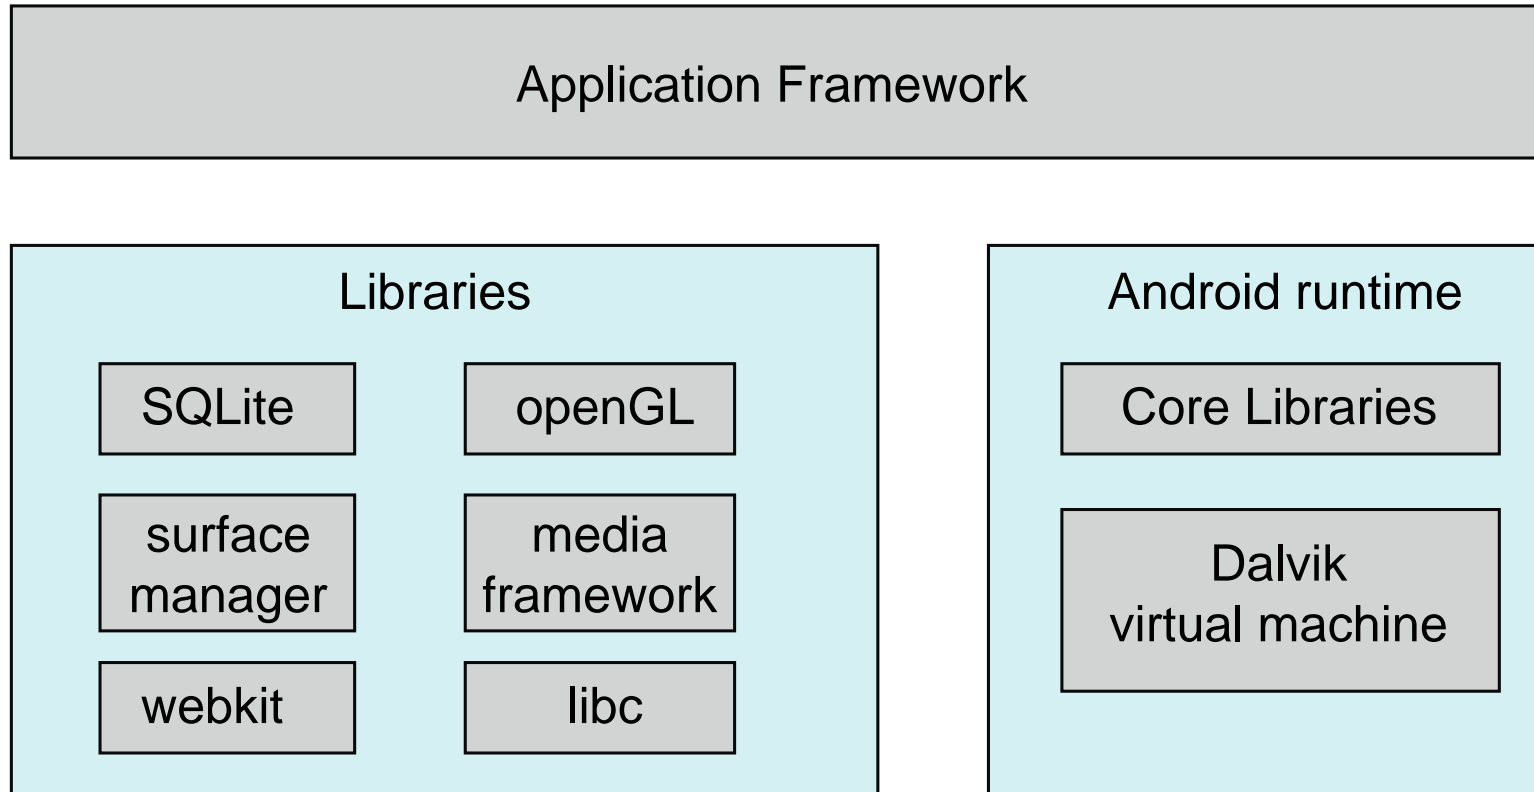 Application Framework
Libraries
SQLite
openGL
surface
manager
media
framework
webkit
libc
Android runtime
Core Libraries
Dalvik
virtual machine